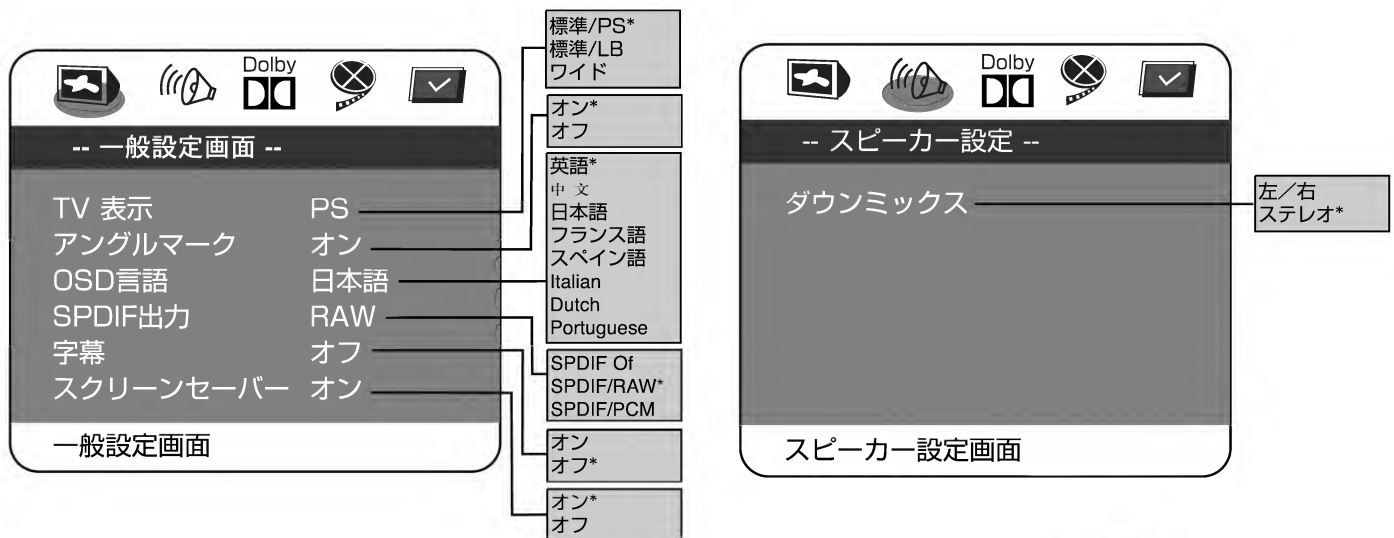 Dolby
-- 一般設定画面 --
TV 表示 PS
アングルマーク オン
OSD言語 日本語
SPDIF出力 RAW
字幕 オフ
スクリーンセーバー オン
一般設定画面
標準/PS*
標準/LB
ワイド
オン*
オフ
英語*
中 文
日本語
フランス語
スペイン語
Italian
Dutch
Portuguese
SPDIF Of
SPDIF/RAW*
SPDIF/PCM
オン
オフ*
オン*
オフ
Dolby
-- スピーカー設定 --
ダウンミックス
スピーカー設定画面
左／右
ステレオ*